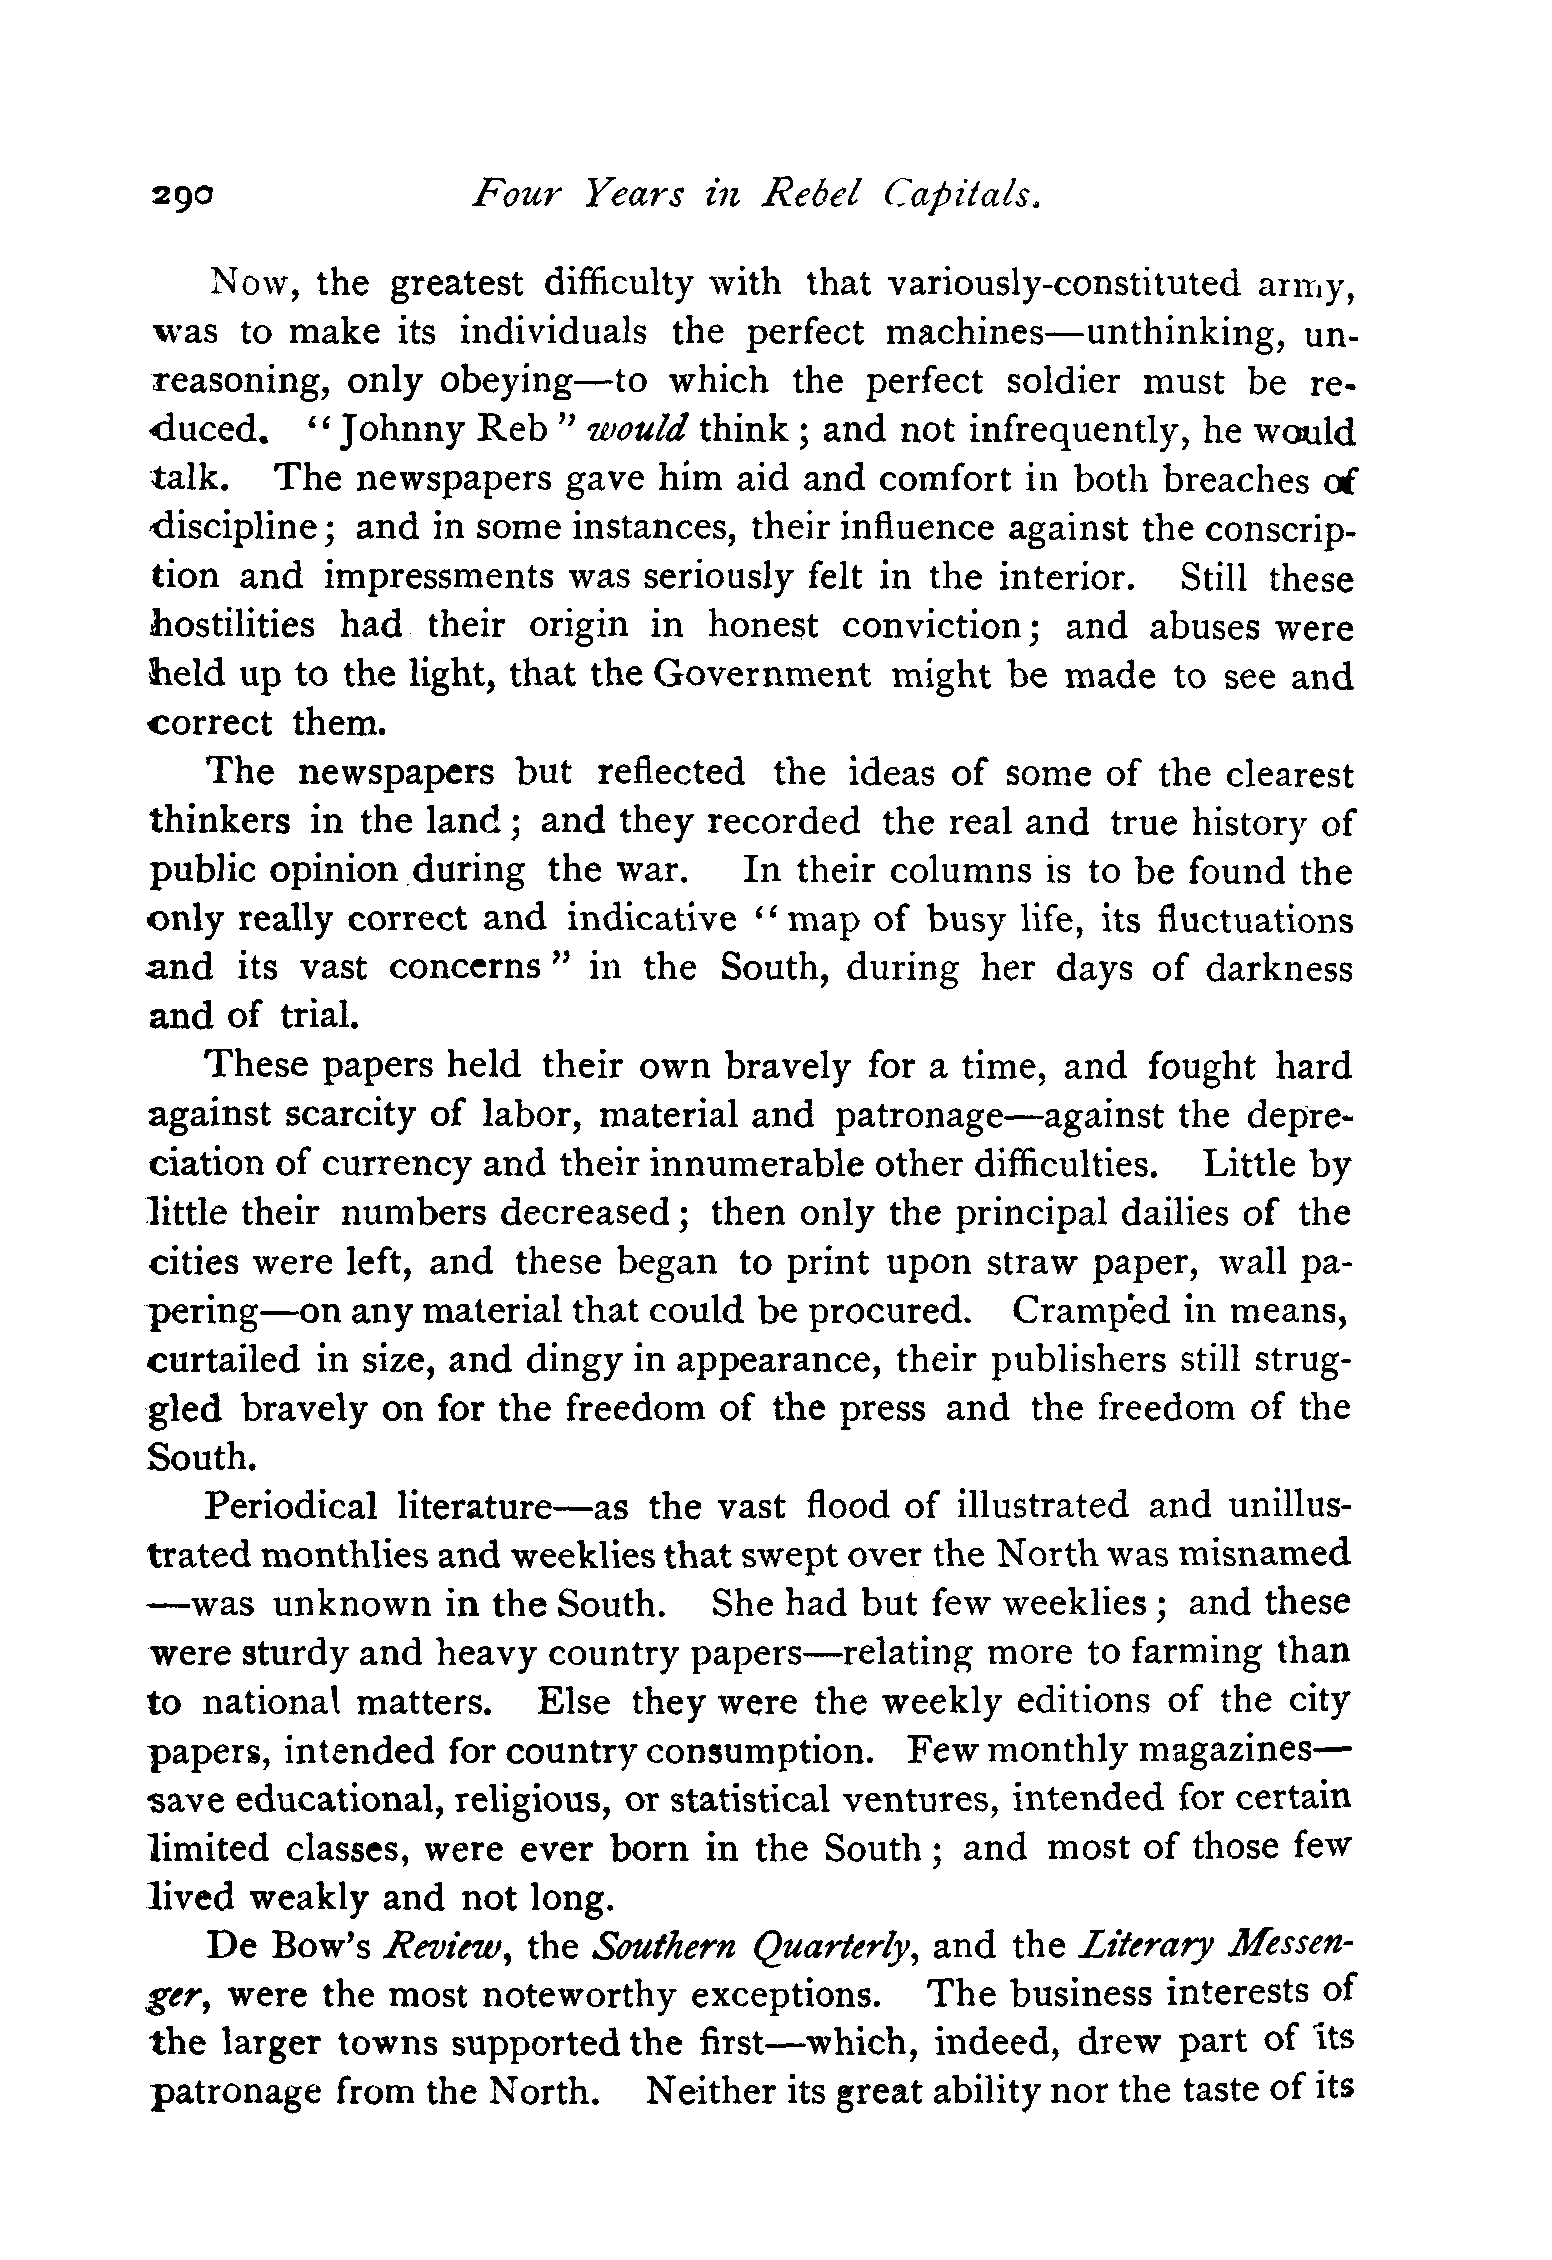 290 Four Years in Rebel Capitals.
Now, the greatest difficulty with that variously-constituted army,
was to make its individuals the perfect machines—unthinking, un-
reasoning, only obeying—to which the perfect soldier must be re-
duced. “Johnny Reb” would think; and not infrequently, he would
talk. The newspapers gave him aid and comfort in both breaches of
discipline; and in some instances, their influence against the conscrip-
tion and impressments was seriously felt in the interior. Still these
hostilities had their origin in honest conviction; and abuses were
held up to the light, that the Government might be made to see and
correct them.
The newspapers but reflected the ideas of some of the clearest
thinkers in the land; and they recorded the real and true history of
public opinion during the war. In their columns is to be found the
only really correct and indicative “map of busy life, its fluctuations
and its vast concerns” in the South, during her days of darkness
and of trial.
These papers held their own bravely for a time, and fought hard
against scarcity of labor, material and patronage—against the depre-
ciation of currency and their innumerable other difficulties. Little by
little their numbers decreased; then only the principal dailies of the
cities were left, and these began to print upon straw paper, wall pa-
pering—on any material that could be procured. Cramped in means,
curtailed in size, and dingy in appearance, their publishers still strug-
gled bravely on for the freedom of the press and the freedom of the
South.
Periodical literature—as the vast flood of illustrated and unillus-
trated monthlies and weeklies that swept over the North was misnamed
—was unknown in the South. She had but few weeklies; and these
were sturdy and heavy country papers—relating more to farming than
to national matters. Else they were the weekly editions of the city
papers, intended for country consumption. Few monthly magazines—
save educational, religious, or statistical ventures, intended for certain
limited classes, were ever born in the South; and most of those few
lived weakly and not long.
De Bow’s Review, the Southern Quarterly, and the Literary Messen-
ger, were the most noteworthy exceptions. The business interests of
the larger towns supported the first—which, indeed, drew part of its
patronage from the North. Neither its great ability nor the taste of its